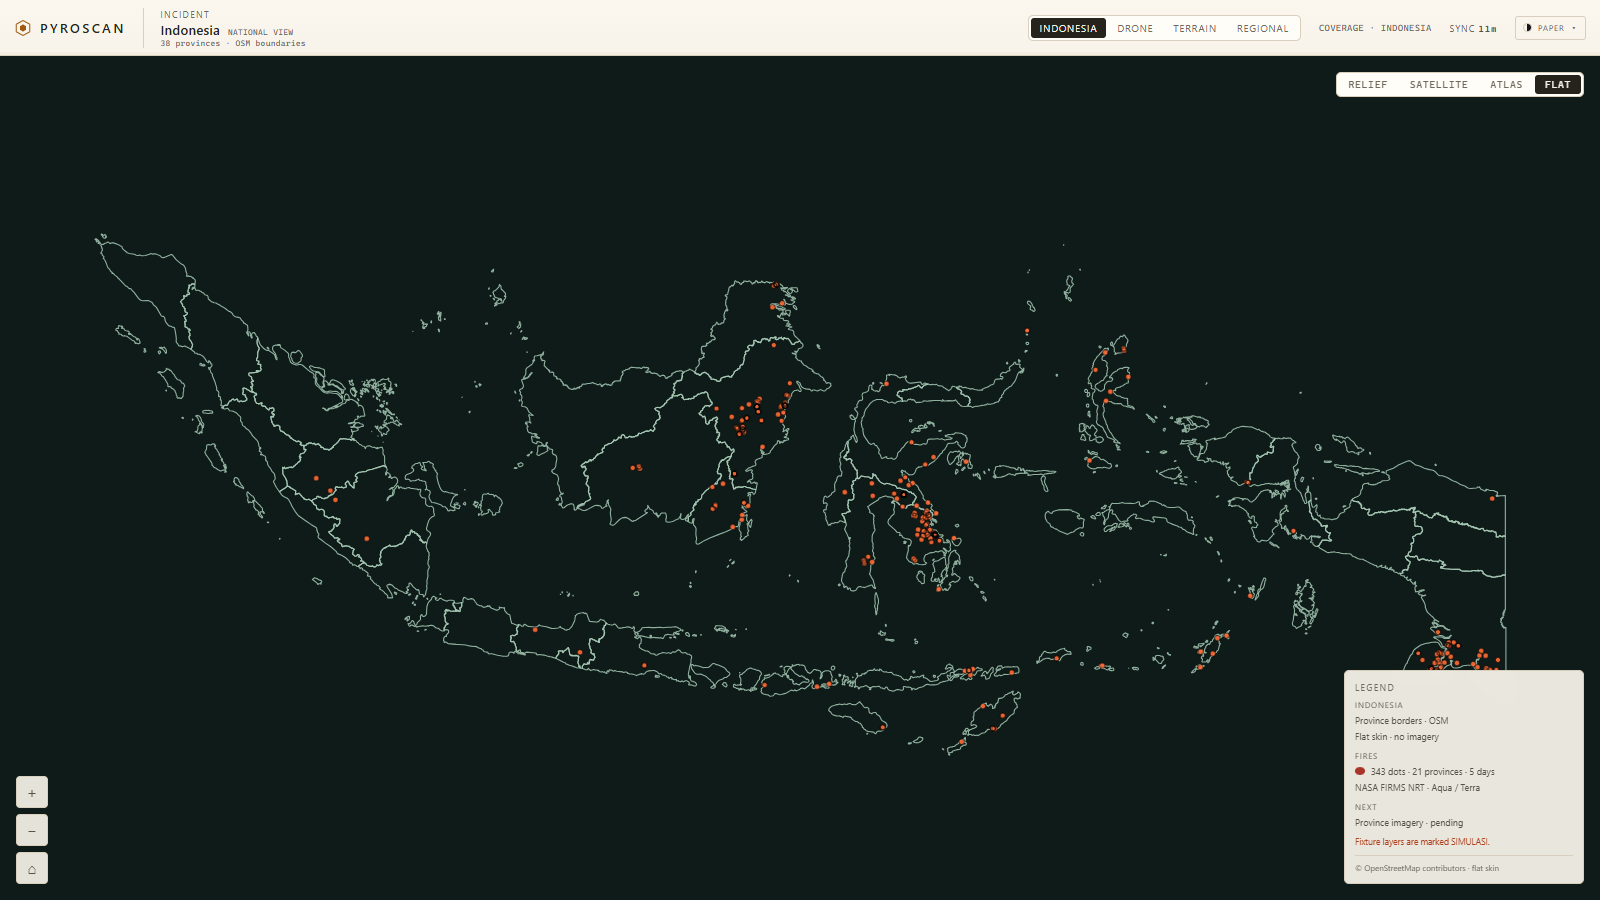 PYROSCAN
INCIDENT
Indonesia NATIONAL VIEW
38 provinces · OSM boundaries
INDONESIA DRONE TERRAIN REGIONAL
COVERAGE · INDONESIA
SYNC 11m
PAPER
RELIEF SATELLITE ATLAS FLAT
+
−
LEGEND
INDONESIA
Province borders · OSM
Flat skin · no imagery
FIRES
343 dots · 21 provinces · 5 days
NASA FIRMS NRT · Aqua / Terra
NEXT
Province imagery · pending
Fixture layers are marked SIMULASI.
© OpenStreetMap contributors · flat skin